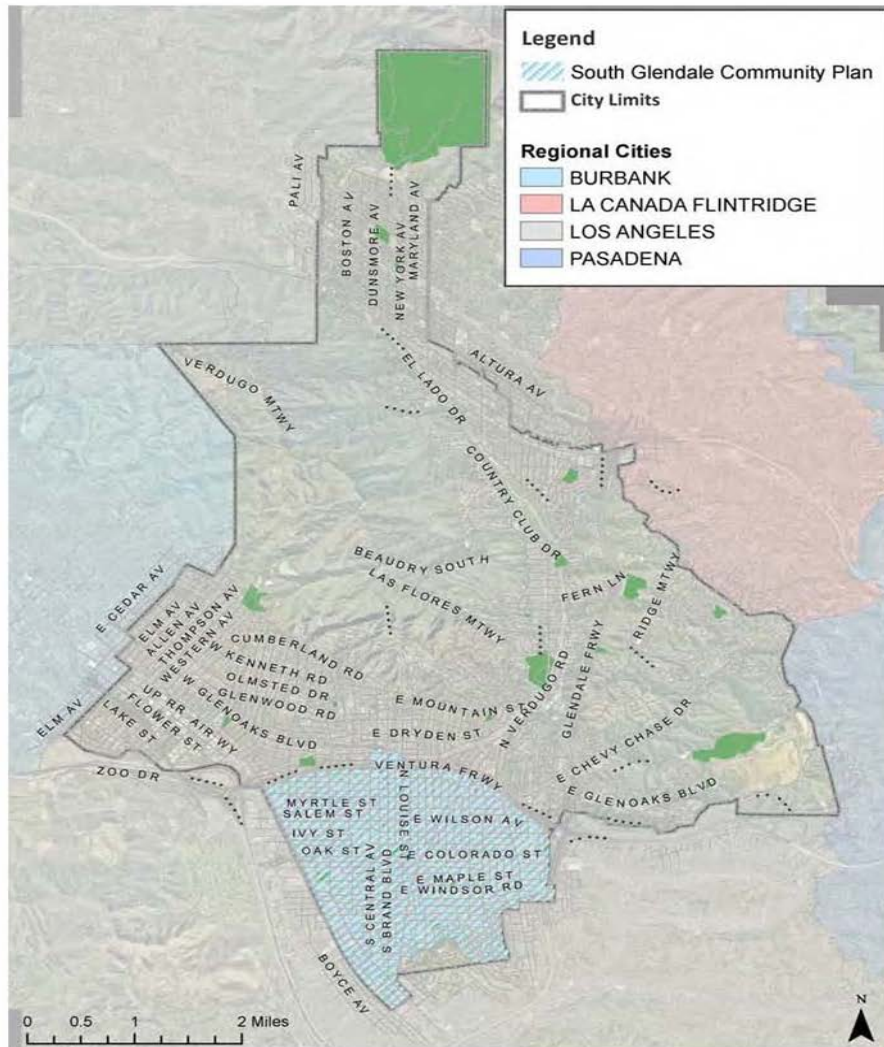 Legend
South Glendale Community Plan
City Limits
Regional Cities
BURBANK
LA CANADA FLINTRIDGE
LOS ANGELES
PASADENA
PALI AV
BOSTON AV
DUNSMORE AV
NEW YORK AV
MARYLAND AV
ALTURA AV
EL LADO DR
VERDUGO MTWY
COUNTRY CLUB DR
BEAUDRY SOUTH
LAS FLORES MTWY
FERN LN
RIDGE MTWY
E CEDAR AV
ELM AV
ALLEN AV
THOMPSON AV
WESTERN AV
CUMBERLAND RD
W KENNETH RD
OLMSTED DR
GLENWOOD RD
W GLENOAKS BLVD
UP RR AIR WY
FLOWER ST
LAKE ST
ELM AV
E MOUNTAIN ST
E DRYDEN ST
N VERDUGO RD
GLENDALE FRWY
E CHEVY CHASE DR
E GLENOAKS BLVD
ZOO DR
VENTURA FRWY
MYRTLE ST
SALEM ST
IVY ST
OAK ST
N LOUISE ST
E WILSON AV
E COLORADO ST
E MAPLE ST
E WINDSOR RD
S CENTRAL AV
S BRAND BLVD
BOYCE AV
0 0.5 1 2 Miles
N